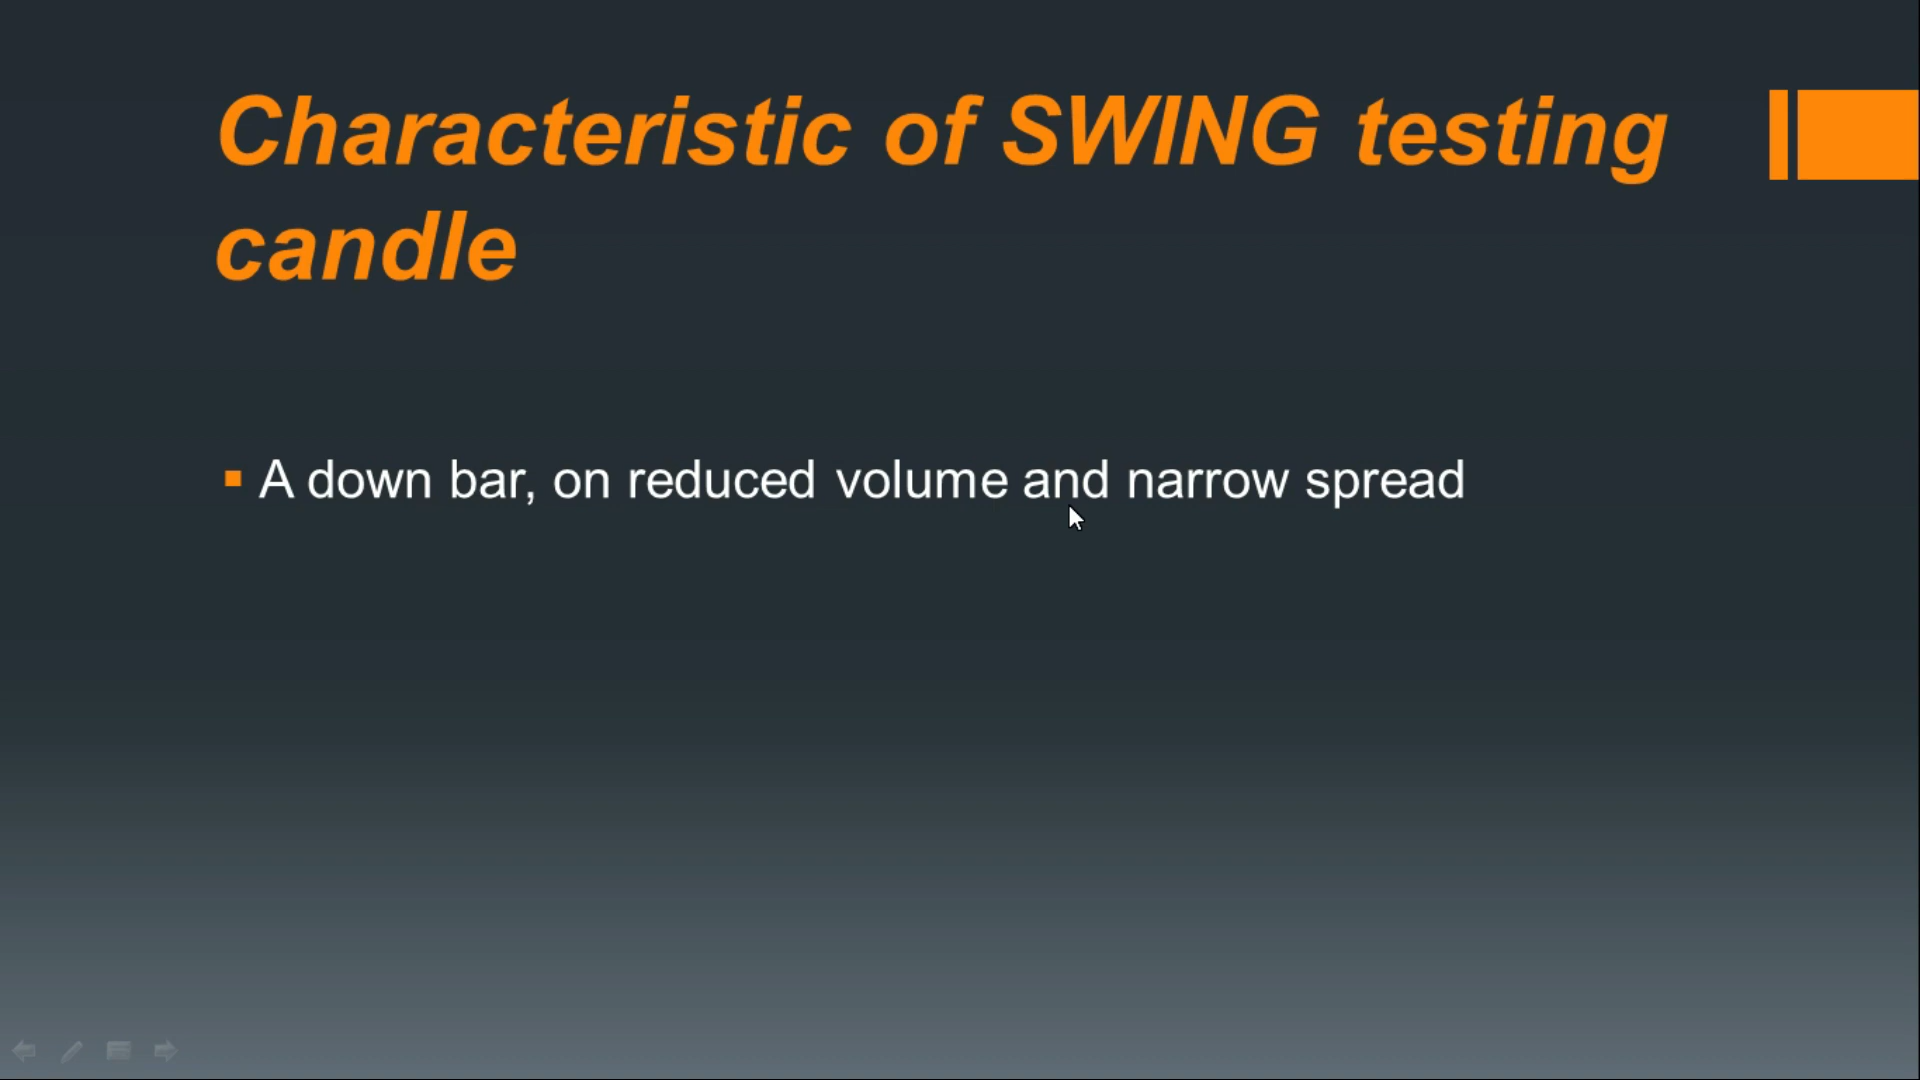 Characteristic of SWING testing
candle
A down bar, on reduced volume and narrow spread